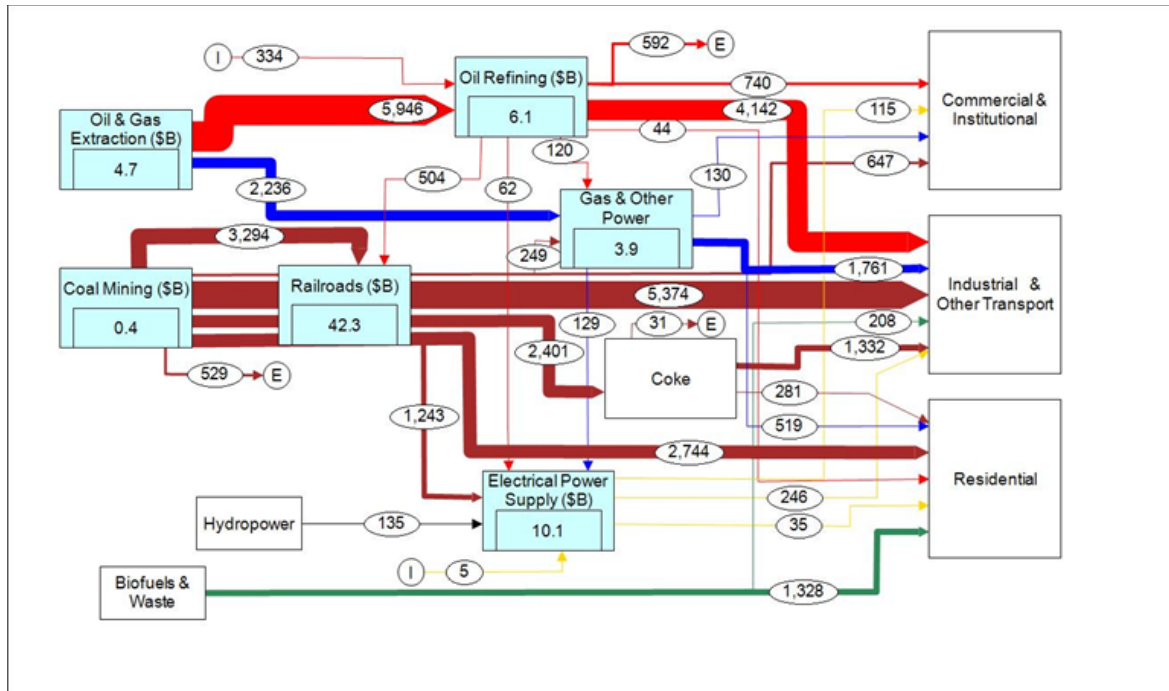 I
334
592
E
Oil Refining ($B)
6.1
740
Commercial &
Institutional
5,946
4,142
115
Oil & Gas
Extraction ($B)
4.7
44
120
130
647
504
62
2,236
Gas & Other
Power
3.9
3,294
249
1,761
Coal Mining ($B)
0.4
Railroads ($B)
42.3
5,374
Industrial &
Other Transport
208
129
31
E
2,401
1,332
529
E
Coke
281
1,243
519
2,744
Residential
Electrical Power
Supply ($B)
10.1
246
35
Hydropower
135
I
5
Biofuels &
Waste
1,328